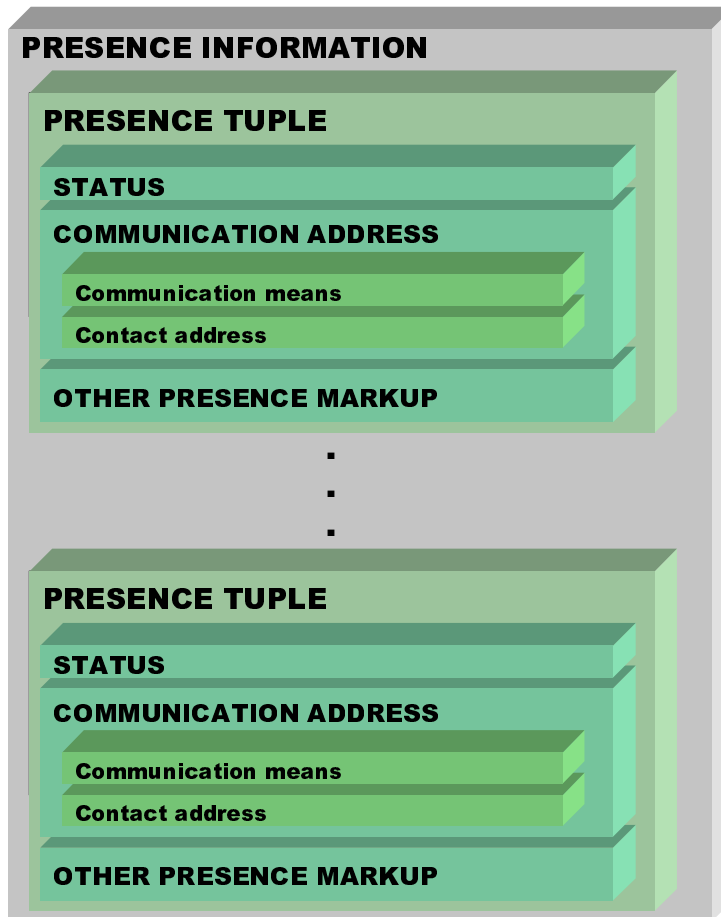 PRESENCE INFORMATION
PRESENCE TUPLE
STATUS
COMMUNICATION ADDRESS
Communication means
Contact address
OTHER PRESENCE MARKUP
.
.
.
PRESENCE TUPLE
STATUS
COMMUNICATION ADDRESS
Communication means
Contact address
OTHER PRESENCE MARKUP